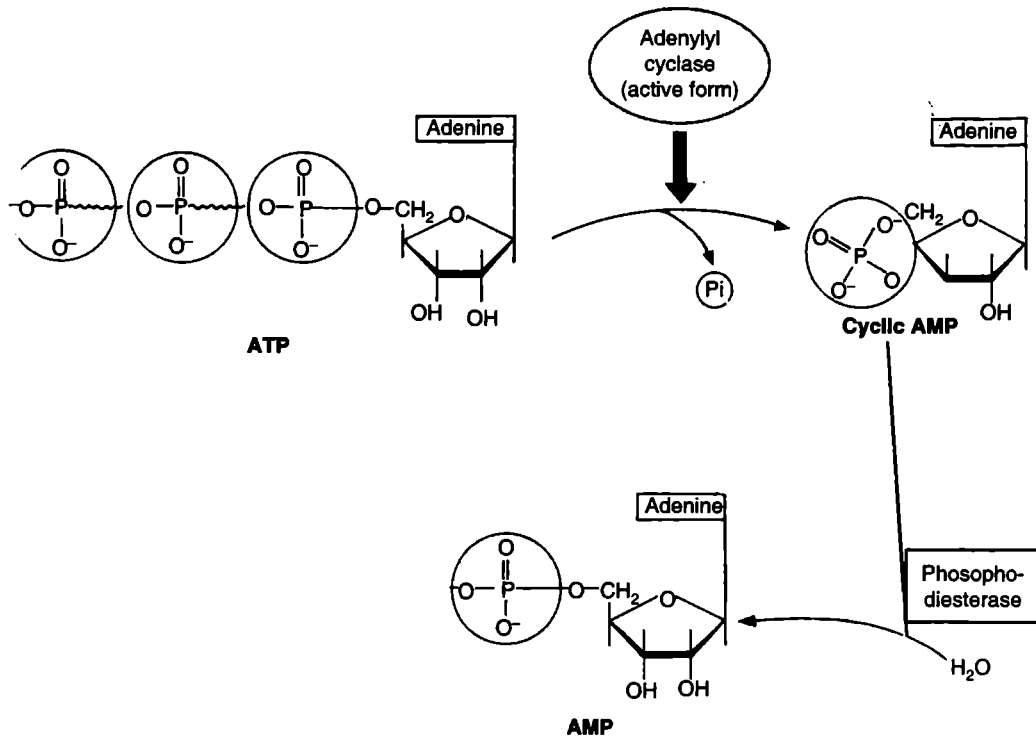 Adenylyl
cyclase
(active form)
Adenine
Adenine
O O O
O P O P O P O CH2 O
O– O– O–
OH OH
ATP
Pi
O O– CH2 O
P
O– O
OH
Cyclic AMP
Adenine
O
O P O CH2 O
O–
OH OH
AMP
Phosopho-
diesterase
H2O